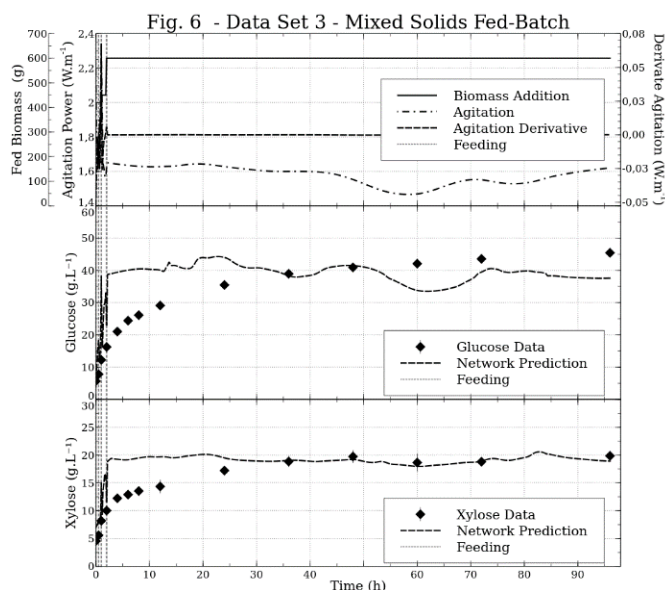 Fig. 6 - Data Set 3 - Mixed Solids Fed-Batch
Fed Biomass (g)
700
600
500
400
300
200
100
0
Agitation Power (W.m⁻¹)
2,4
2,2
2
1,8
1,6
1,4
Derivate Agitation (W.m⁻¹)
0,08
0,05
0,03
0,00
-0,03
-0,05
Biomass Addition
Agitation
Agitation Derivative
Feeding
Glucose (g.L⁻¹)
60
50
40
30
20
10
0
Glucose Data
Network Prediction
Feeding
Xylose (g.L⁻¹)
30
25
20
15
10
5
0
Xylose Data
Network Prediction
Feeding
0 10 20 30 40 50 60 70 80 90
Time (h)